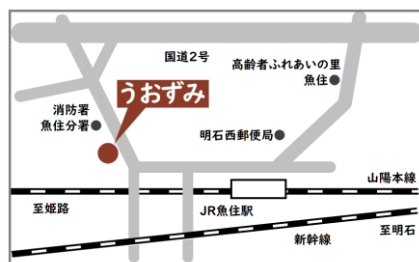 国道2号
高齢者ふれあいの里
魚住
うおずみ
消防署
魚住分署
明石西郵便局
山陽本線
至姫路
JR魚住駅
至明石
新幹線